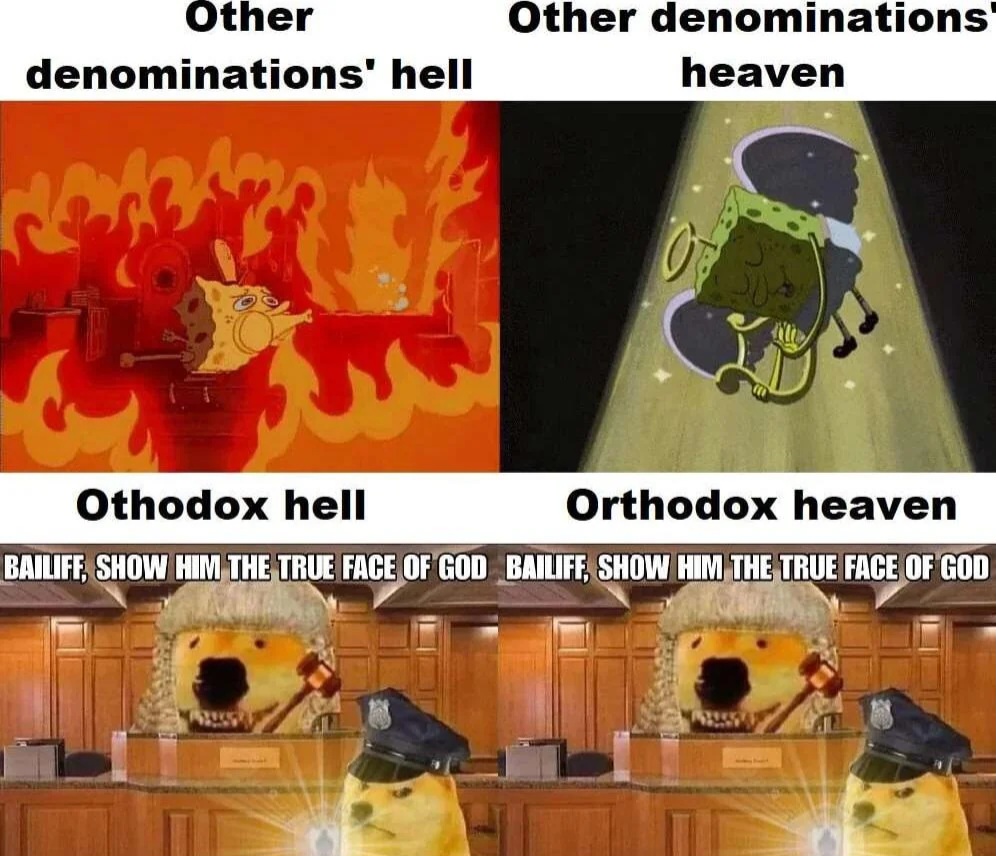 Other
denominations' hell
Other denominations'
heaven
Othodox hell
Orthodox heaven
BAILIFF, SHOW HIM THE TRUE FACE OF GOD
BAILIFF, SHOW HIM THE TRUE FACE OF GOD